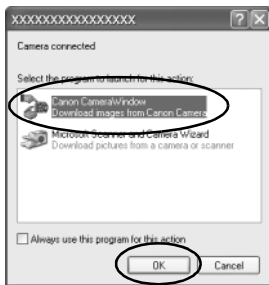 XXXXXXXXXXXXXXXXX
Camera connected
Select the program to launch for this action:
Canon CameraWindow
Download images from Canon Camera
Microsoft Scanner and Camera Wizard
Download pictures from a camera or scanner
Always use this program for this action
OK
Cancel